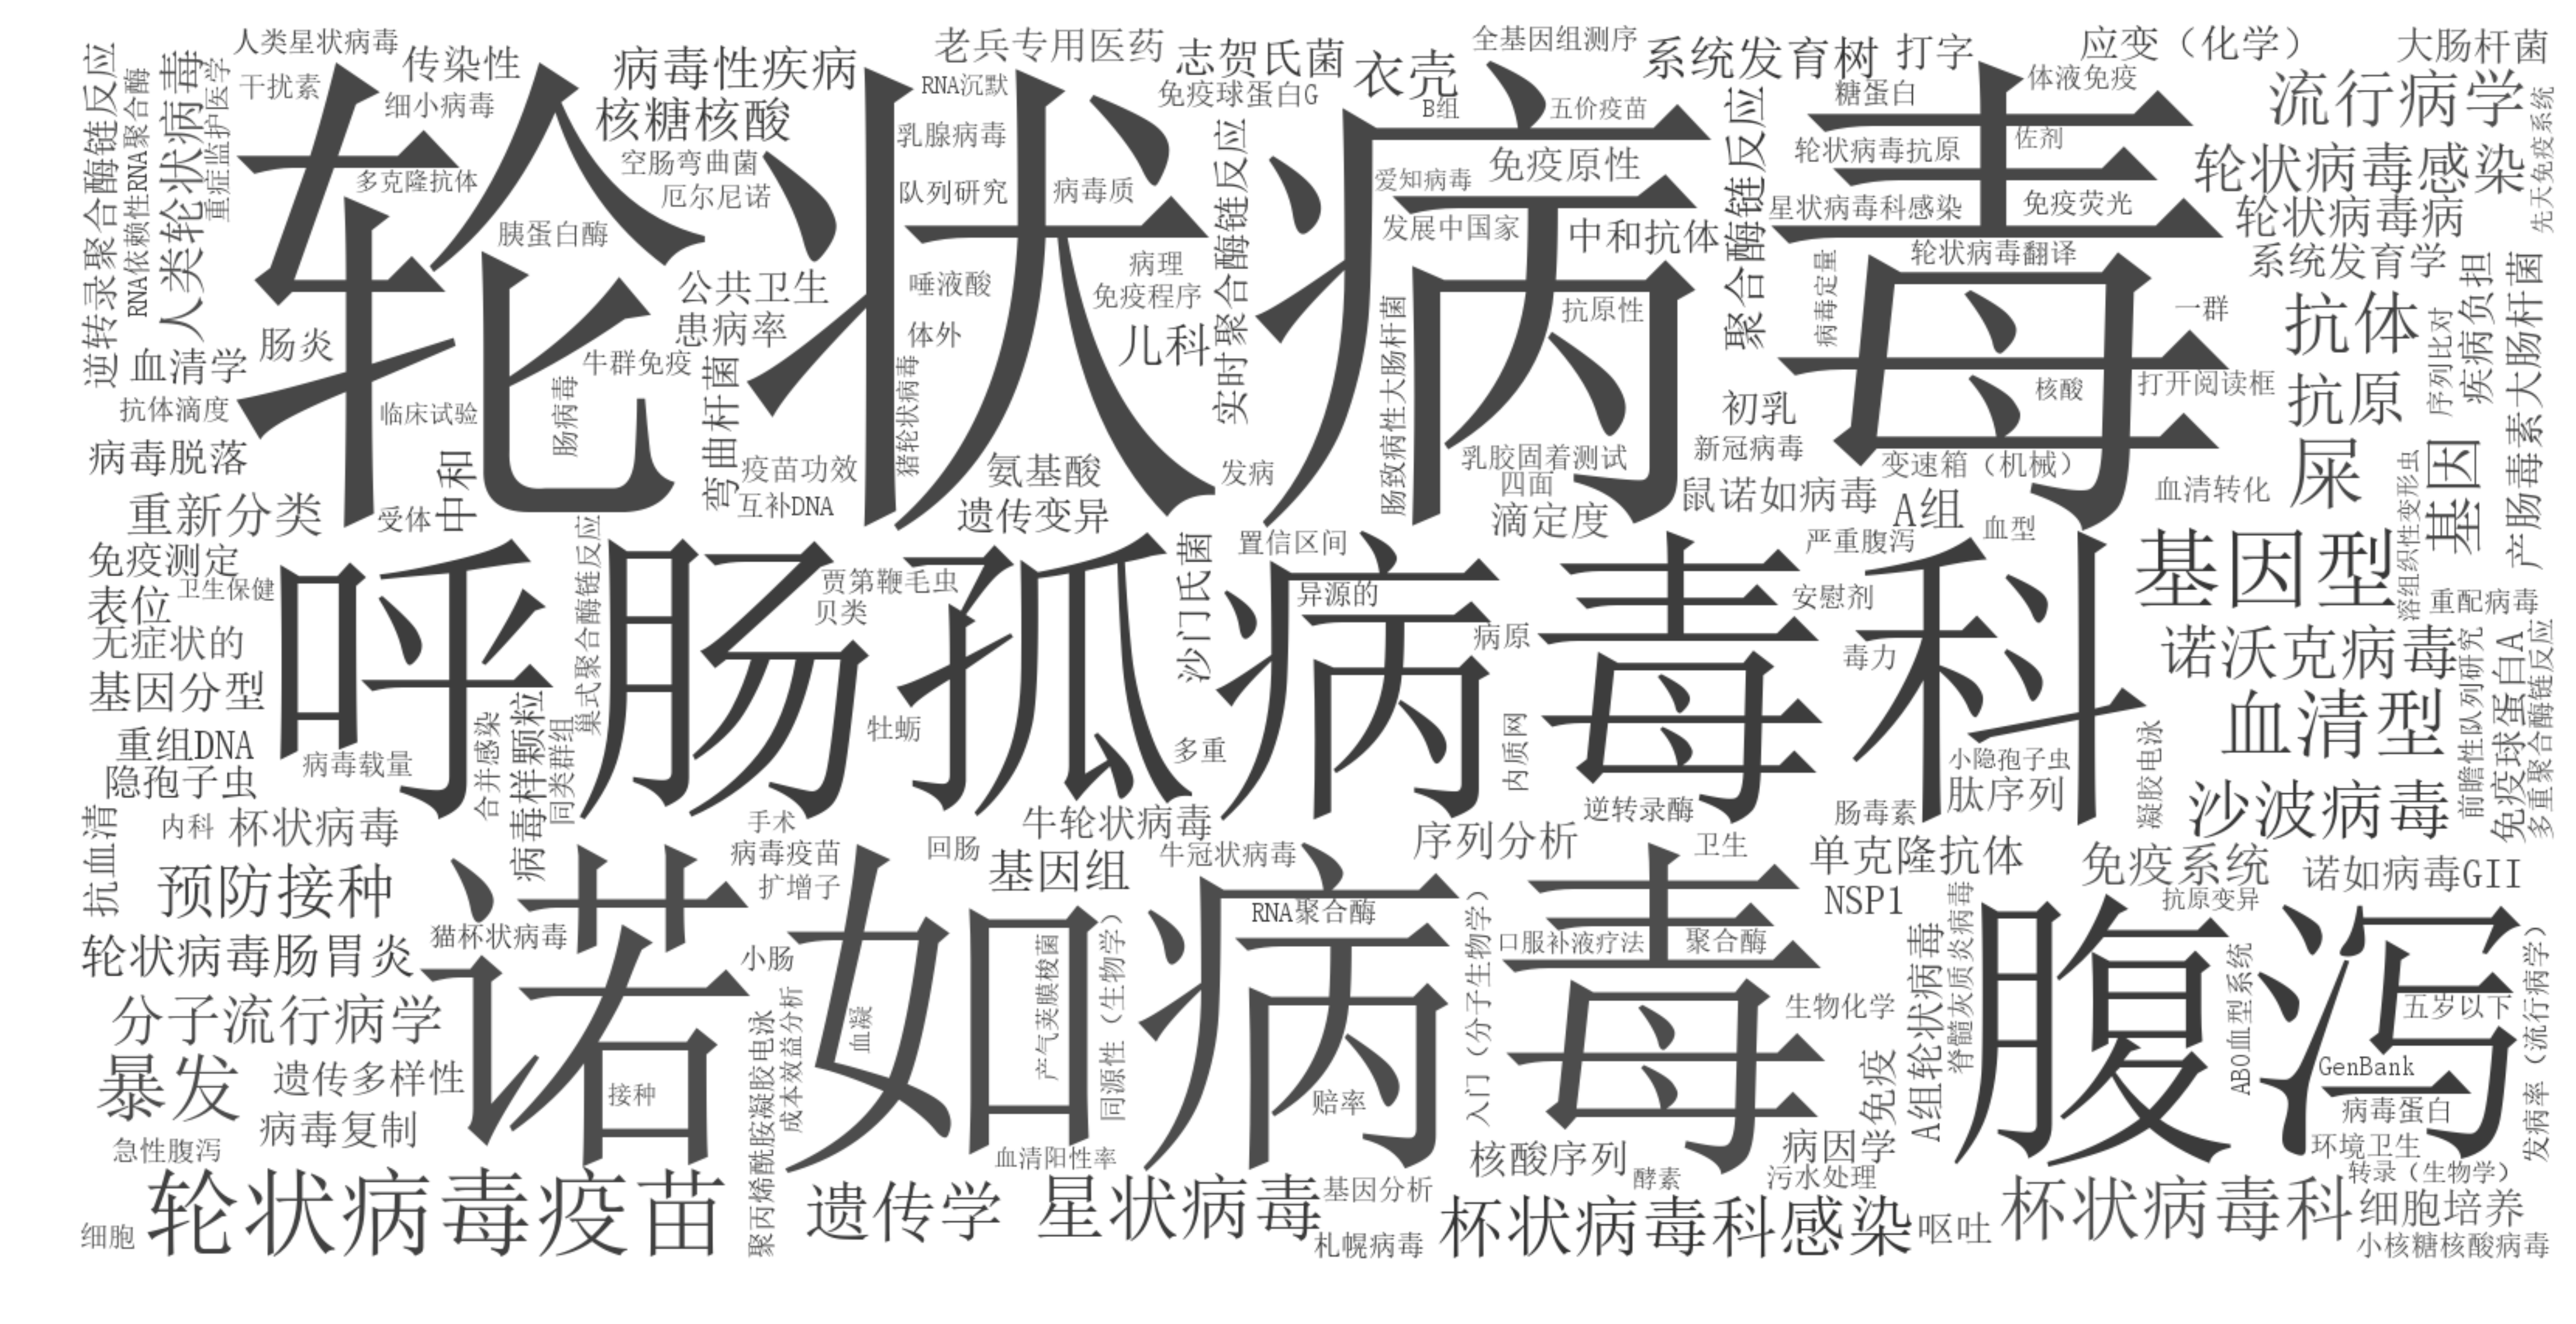 轮状病毒
呼肠孤病毒科
诺如病毒
腹泻
轮状病毒疫苗
人类星状病毒
干扰素
传染性
细小病毒
多克隆抗体
逆转录聚合酶链反应
RNA依赖性RNA聚合酶
人类轮状病毒
重症监护医学
病毒性疾病
核糖核酸
空肠弯曲菌
厄尔尼诺
胰蛋白酶
公共卫生
患病率
牛群免疫
肠病毒
弯曲杆菌
疫苗功效
互补DNA
老兵专用医药
RNA沉默
乳腺病毒
队列研究
病毒质
唾液酸
体外
病理
免疫程序
儿科
猪轮状病毒
氨基酸
遗传变异
发病
志贺氏菌
免疫球蛋白G
衣壳
实时聚合酶链反应
全基因组测序
B组
五价疫苗
免疫原性
爱知病毒
发展中国家
中和抗体
抗原性
肠致病性大肠杆菌
乳胶固着测试
四面
滴定度
系统发育树
打字
聚合酶链反应
糖蛋白
体液免疫
轮状病毒抗原
佐剂
星状病毒科感染
免疫荧光
轮状病毒翻译
病毒定量
一群
核酸
打开阅读框
初乳
新冠病毒
鼠诺如病毒
变速箱（机械）
A组
血清转化
应变（化学）
大肠杆菌
流行病学
轮状病毒感染
轮状病毒病
先天免疫系统
系统发育学
抗体
抗原
序列比对
疾病负担
产肠毒素大肠杆菌
屎
基因
溶组织性变形虫
血清学
肠炎
抗体滴度
临床试验
病毒脱落
重新分类
受体
中和
免疫测定
卫生保健
表位
无症状的
基因分型
重组DNA
隐孢子虫
病毒载量
合并感染
病毒样颗粒
同类群组
巢式聚合酶链反应
贾第鞭毛虫
贝类
牡蛎
沙门氏菌
置信区间
异源的
病原
多重
内质网
严重腹泻
血型
安慰剂
毒力
小隐孢子虫
肽序列
肠毒素
逆转录酶
凝胶电泳
基因型
重配病毒
诺沃克病毒
血清型
沙波病毒
前瞻性队列研究
免疫球蛋白A
多重聚合酶链反应
抗血清
内科
杯状病毒
预防接种
轮状病毒肠胃炎
分子流行病学
暴发
遗传多样性
病毒复制
急性腹泻
细胞
猫杯状病毒
手术
病毒疫苗
扩增子
小肠
接种
聚丙烯酰胺凝胶电泳
成本效益分析
血凝
回肠
基因组
牛轮状病毒
牛冠状病毒
产气荚膜梭菌
同源性（生物学）
血清阳性率
RNA聚合酶
赔率
序列分析
卫生
入门（分子生物学）
口服补液疗法
聚合酶
单克隆抗体
NSP1
生物化学
免疫
A组轮状病毒
脊髓灰质炎病毒
病因学
核酸序列
酵素
污水处理
免疫系统
抗原变异
诺如病毒GII
ABO血型系统
五岁以下
GenBank
病毒蛋白
环境卫生
发病率（流行病学）
转录（生物学）
遗传学
星状病毒
基因分析
札幌病毒
杯状病毒科感染
呕吐
杯状病毒科
细胞培养
小核糖核酸病毒